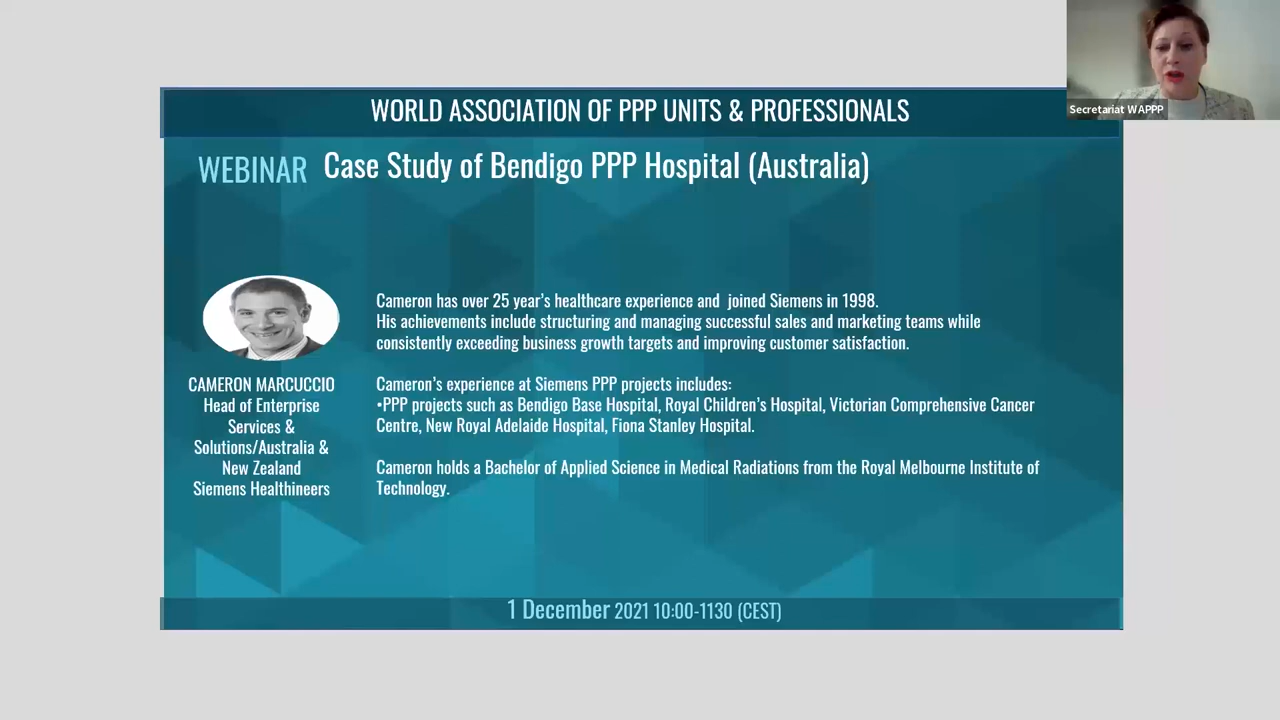 Secretariat WAPPP
WORLD ASSOCIATION OF PPP UNITS & PROFESSIONALS
WEBINAR Case Study of Bendigo PPP Hospital (Australia)
CAMERON MARCUCCIO
Head of Enterprise
Services &
Solutions/Australia &
New Zealand
Siemens Healthineers
Cameron has over 25 year's healthcare experience and joined Siemens in 1998.
His achievements include structuring and managing successful sales and marketing teams while
consistently exceeding business growth targets and improving customer satisfaction.
Cameron's experience at Siemens PPP projects includes:
•PPP projects such as Bendigo Base Hospital, Royal Children's Hospital, Victorian Comprehensive Cancer
Centre, New Royal Adelaide Hospital, Fiona Stanley Hospital.
Cameron holds a Bachelor of Applied Science in Medical Radiations from the Royal Melbourne Institute of
Technology.
1 December 2021 10:00-1130 (CEST)